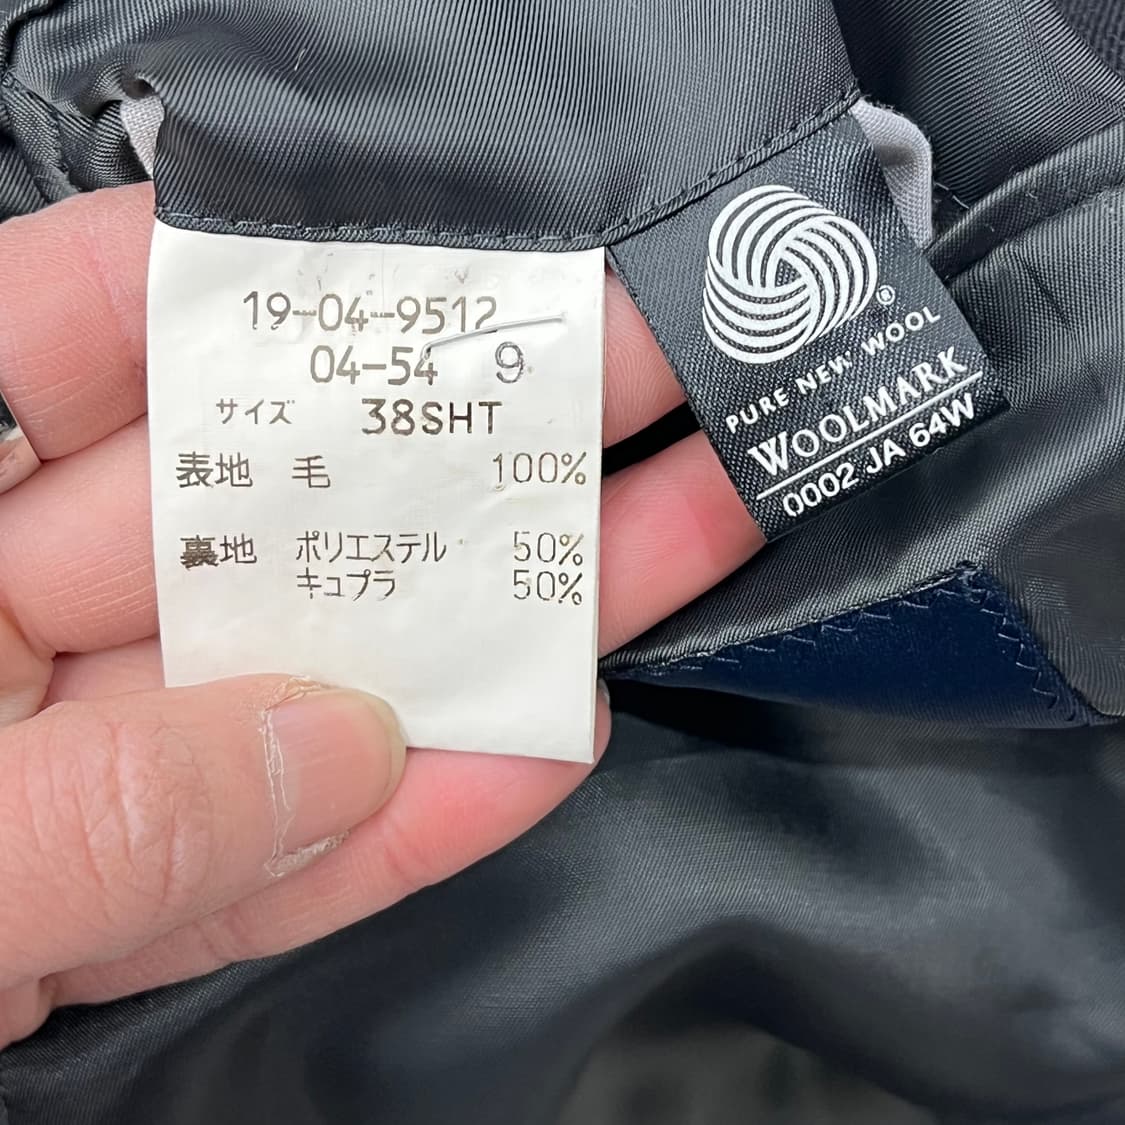 19-04-9512
04-54 9
サイズ 38SHT
表地 毛 100%
裏地 ポリエステル 50%
キュプラ 50%
®
PURE NEW WOOL
WOOLMARK
0002 JA 64W